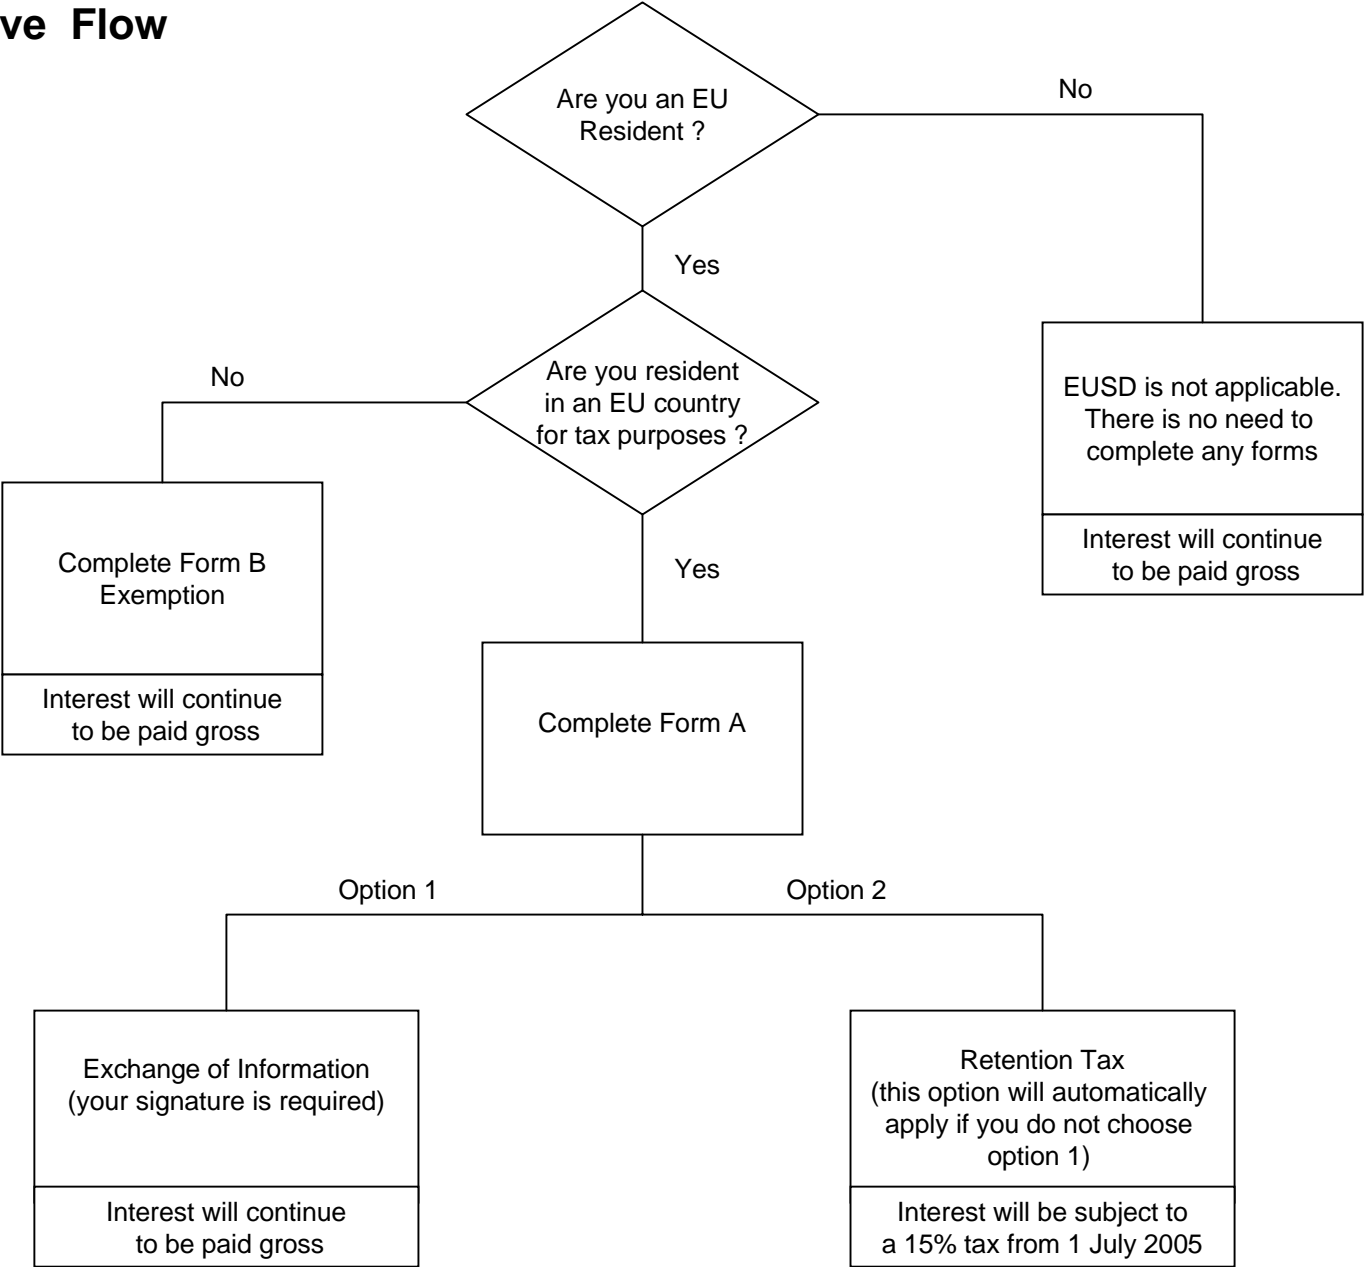 ve Flow
Are you an EU
Resident ?
No
Yes
Are you resident
in an EU country
for tax purposes ?
No
EUSD is not applicable.
There is no need to
complete any forms
Interest will continue
to be paid gross
Complete Form B
Exemption
Interest will continue
to be paid gross
Yes
Complete Form A
Option 1
Option 2
Exchange of Information
(your signature is required)
Interest will continue
to be paid gross
Retention Tax
(this option will automatically
apply if you do not choose
option 1)
Interest will be subject to
a 15% tax from 1 July 2005